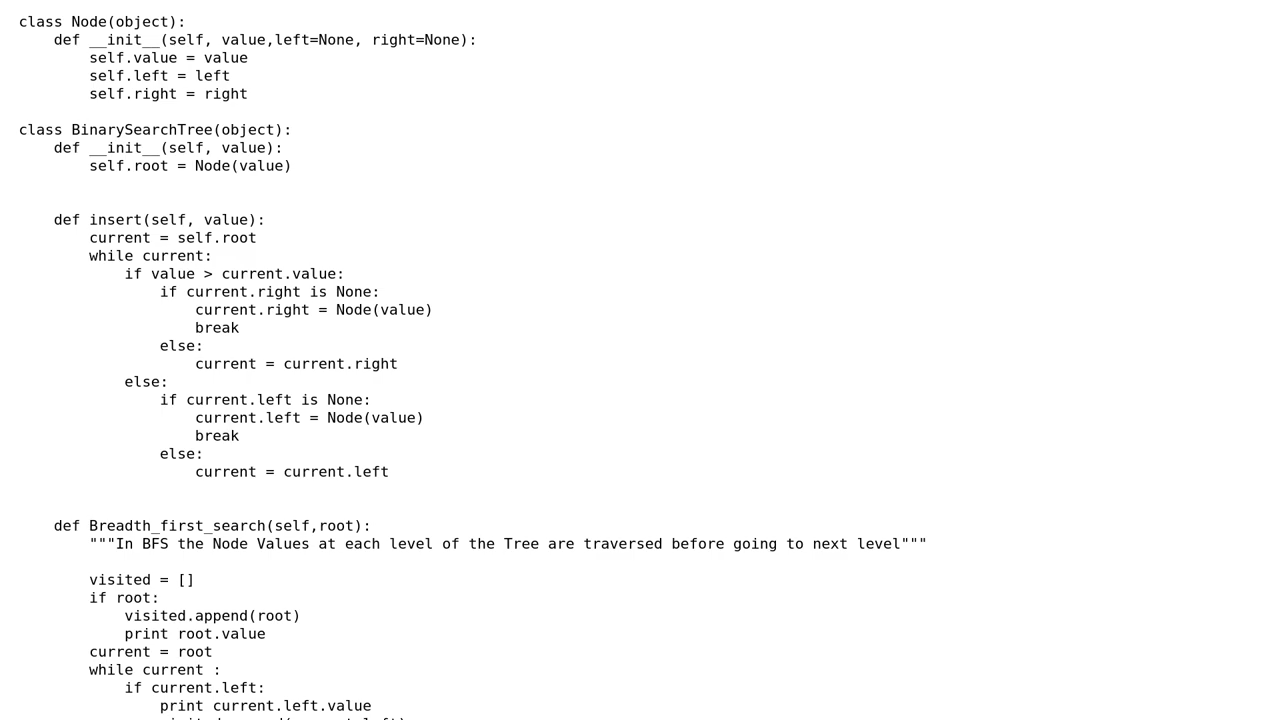 class Node(object):
    def __init__(self, value,left=None, right=None):
        self.value = value
        self.left = left
        self.right = right
class BinarySearchTree(object):
    def __init__(self, value):
        self.root = Node(value)
    def insert(self, value):
        current = self.root
        while current:
            if value > current.value:
                if current.right is None:
                    current.right = Node(value)
                    break
                else:
                    current = current.right
            else:
                if current.left is None:
                    current.left = Node(value)
                    break
                else:
                    current = current.left
    def Breadth_first_search(self,root):
        """In BFS the Node Values at each level of the Tree are traversed before going to next level"""
        visited = []
        if root:
            visited.append(root)
            print root.value
        current = root
        while current :
            if current.left:
                print current.left.value